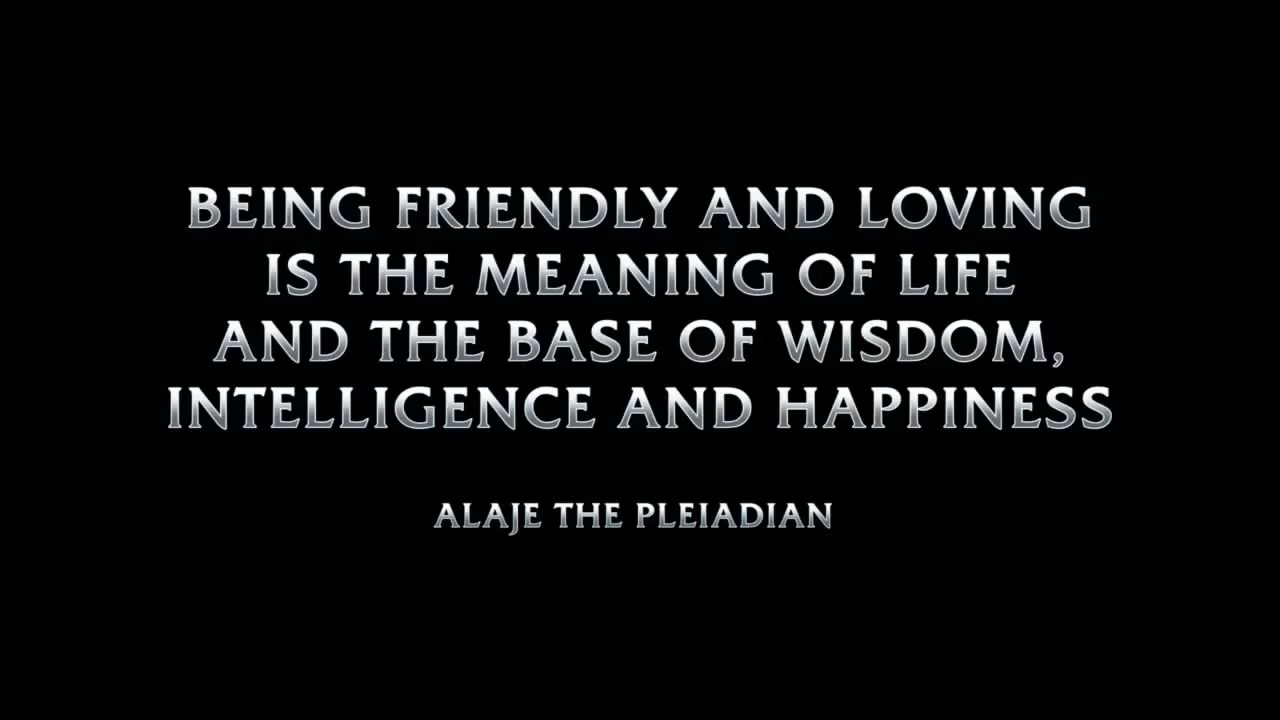 BEING FRIENDLY AND LOVING
IS THE MEANING OF LIFE
AND THE BASE OF WISDOM,
INTELLIGENCE AND HAPPINESS
ALAJE THE PLEIADIAN